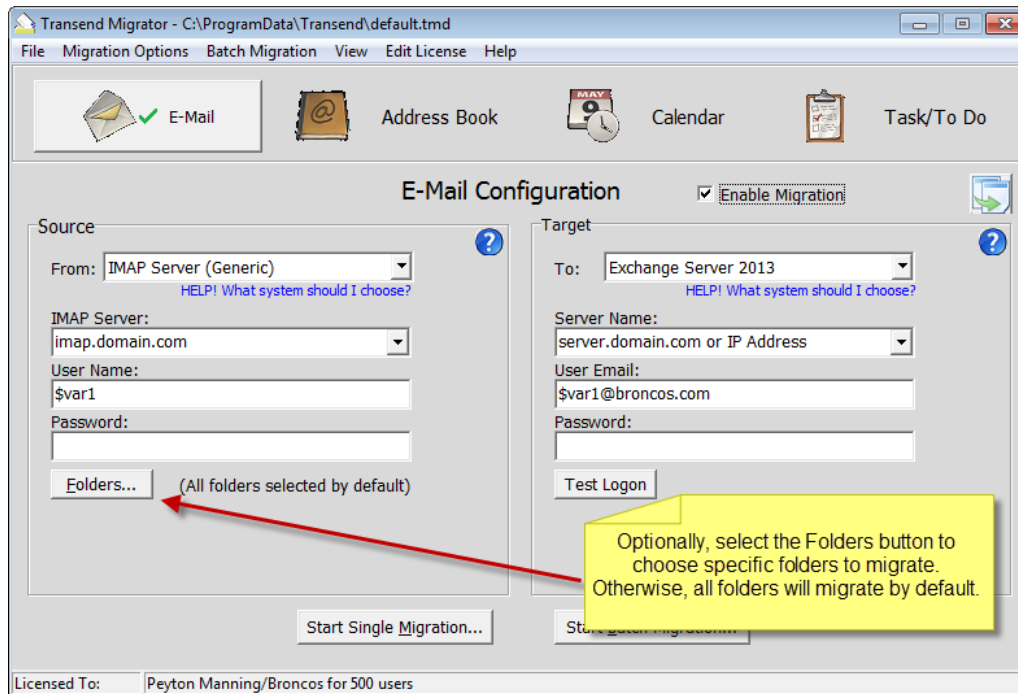 Transend Migrator - C:\ProgramData\Transend\default.tmd
File Migration Options Batch Migration View Edit License Help
E-Mail
Address Book
MAY
9
Calendar
Task/To Do
E-Mail Configuration
Enable Migration
Source
From: IMAP Server (Generic)
HELP! What system should I choose?
IMAP Server:
imap.domain.com
User Name:
$var1
Password:
Folders...
(All folders selected by default)
Target
To: Exchange Server 2013
HELP! What system should I choose?
Server Name:
server.domain.com or IP Address
User Email:
$var1@broncos.com
Password:
Test Logon
Optionally, select the Folders button to
choose specific folders to migrate.
Otherwise, all folders will migrate by default.
Start Single Migration...
Start Batch Migration...
Licensed To: Peyton Manning/Broncos for 500 users